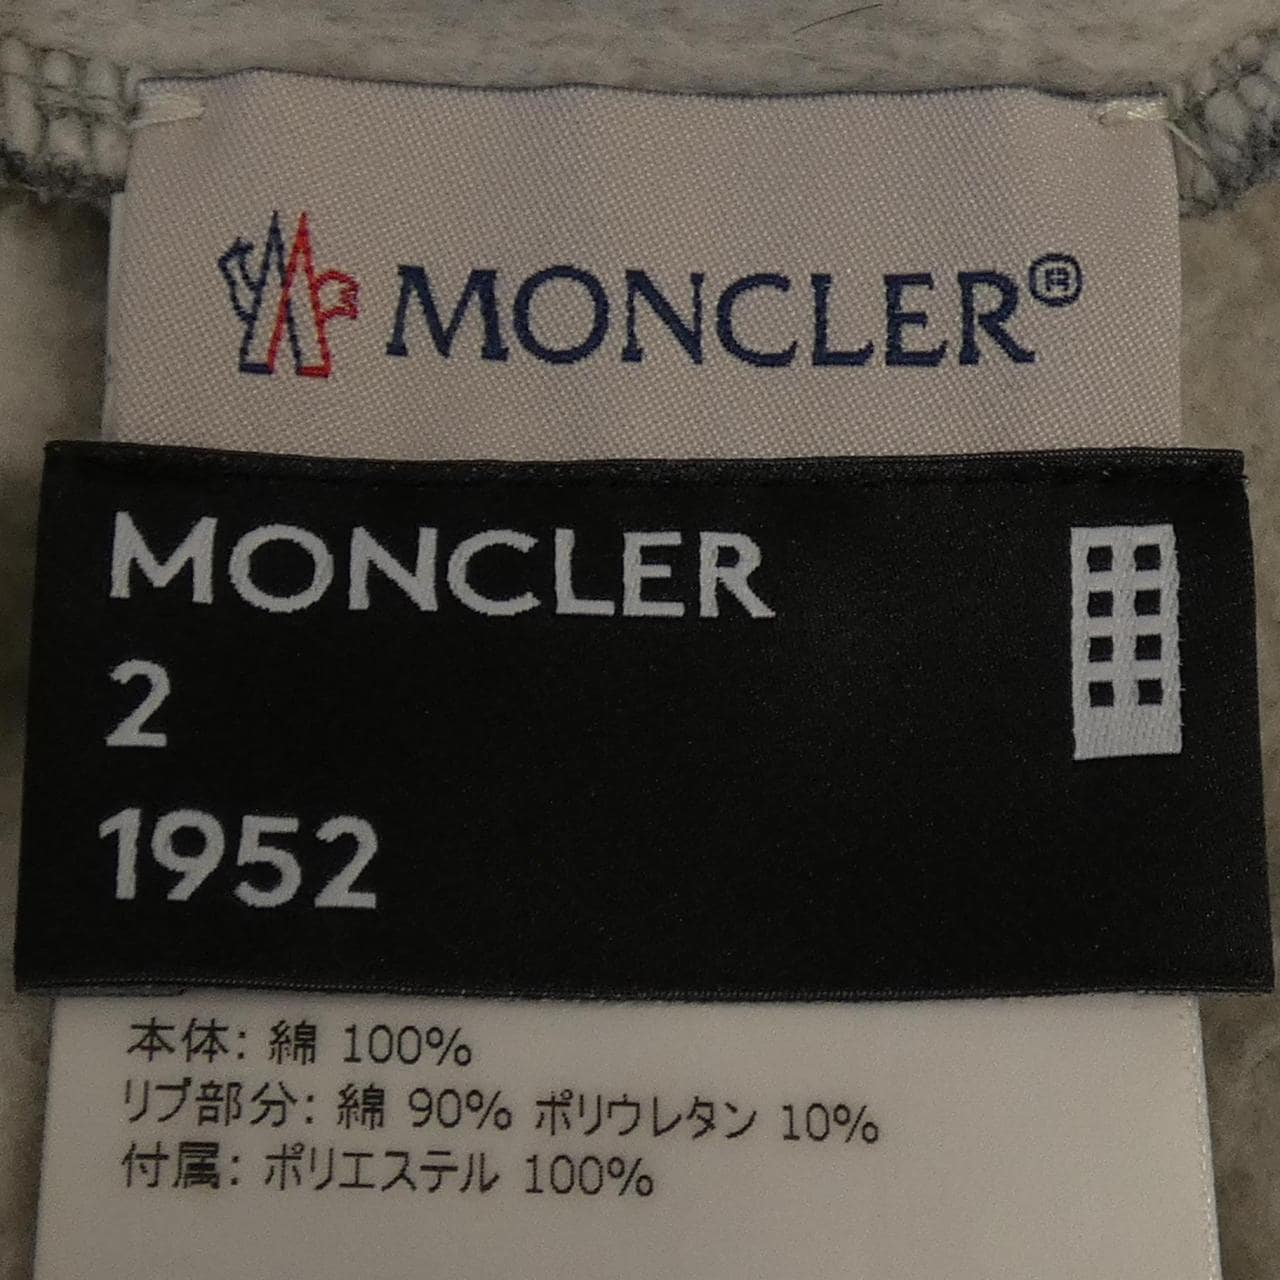 MONCLER®
MONCLER
2
1952
本体: 綿 100%
リブ部分: 綿 90% ポリウレタン 10%
付属: ポリエステル 100%